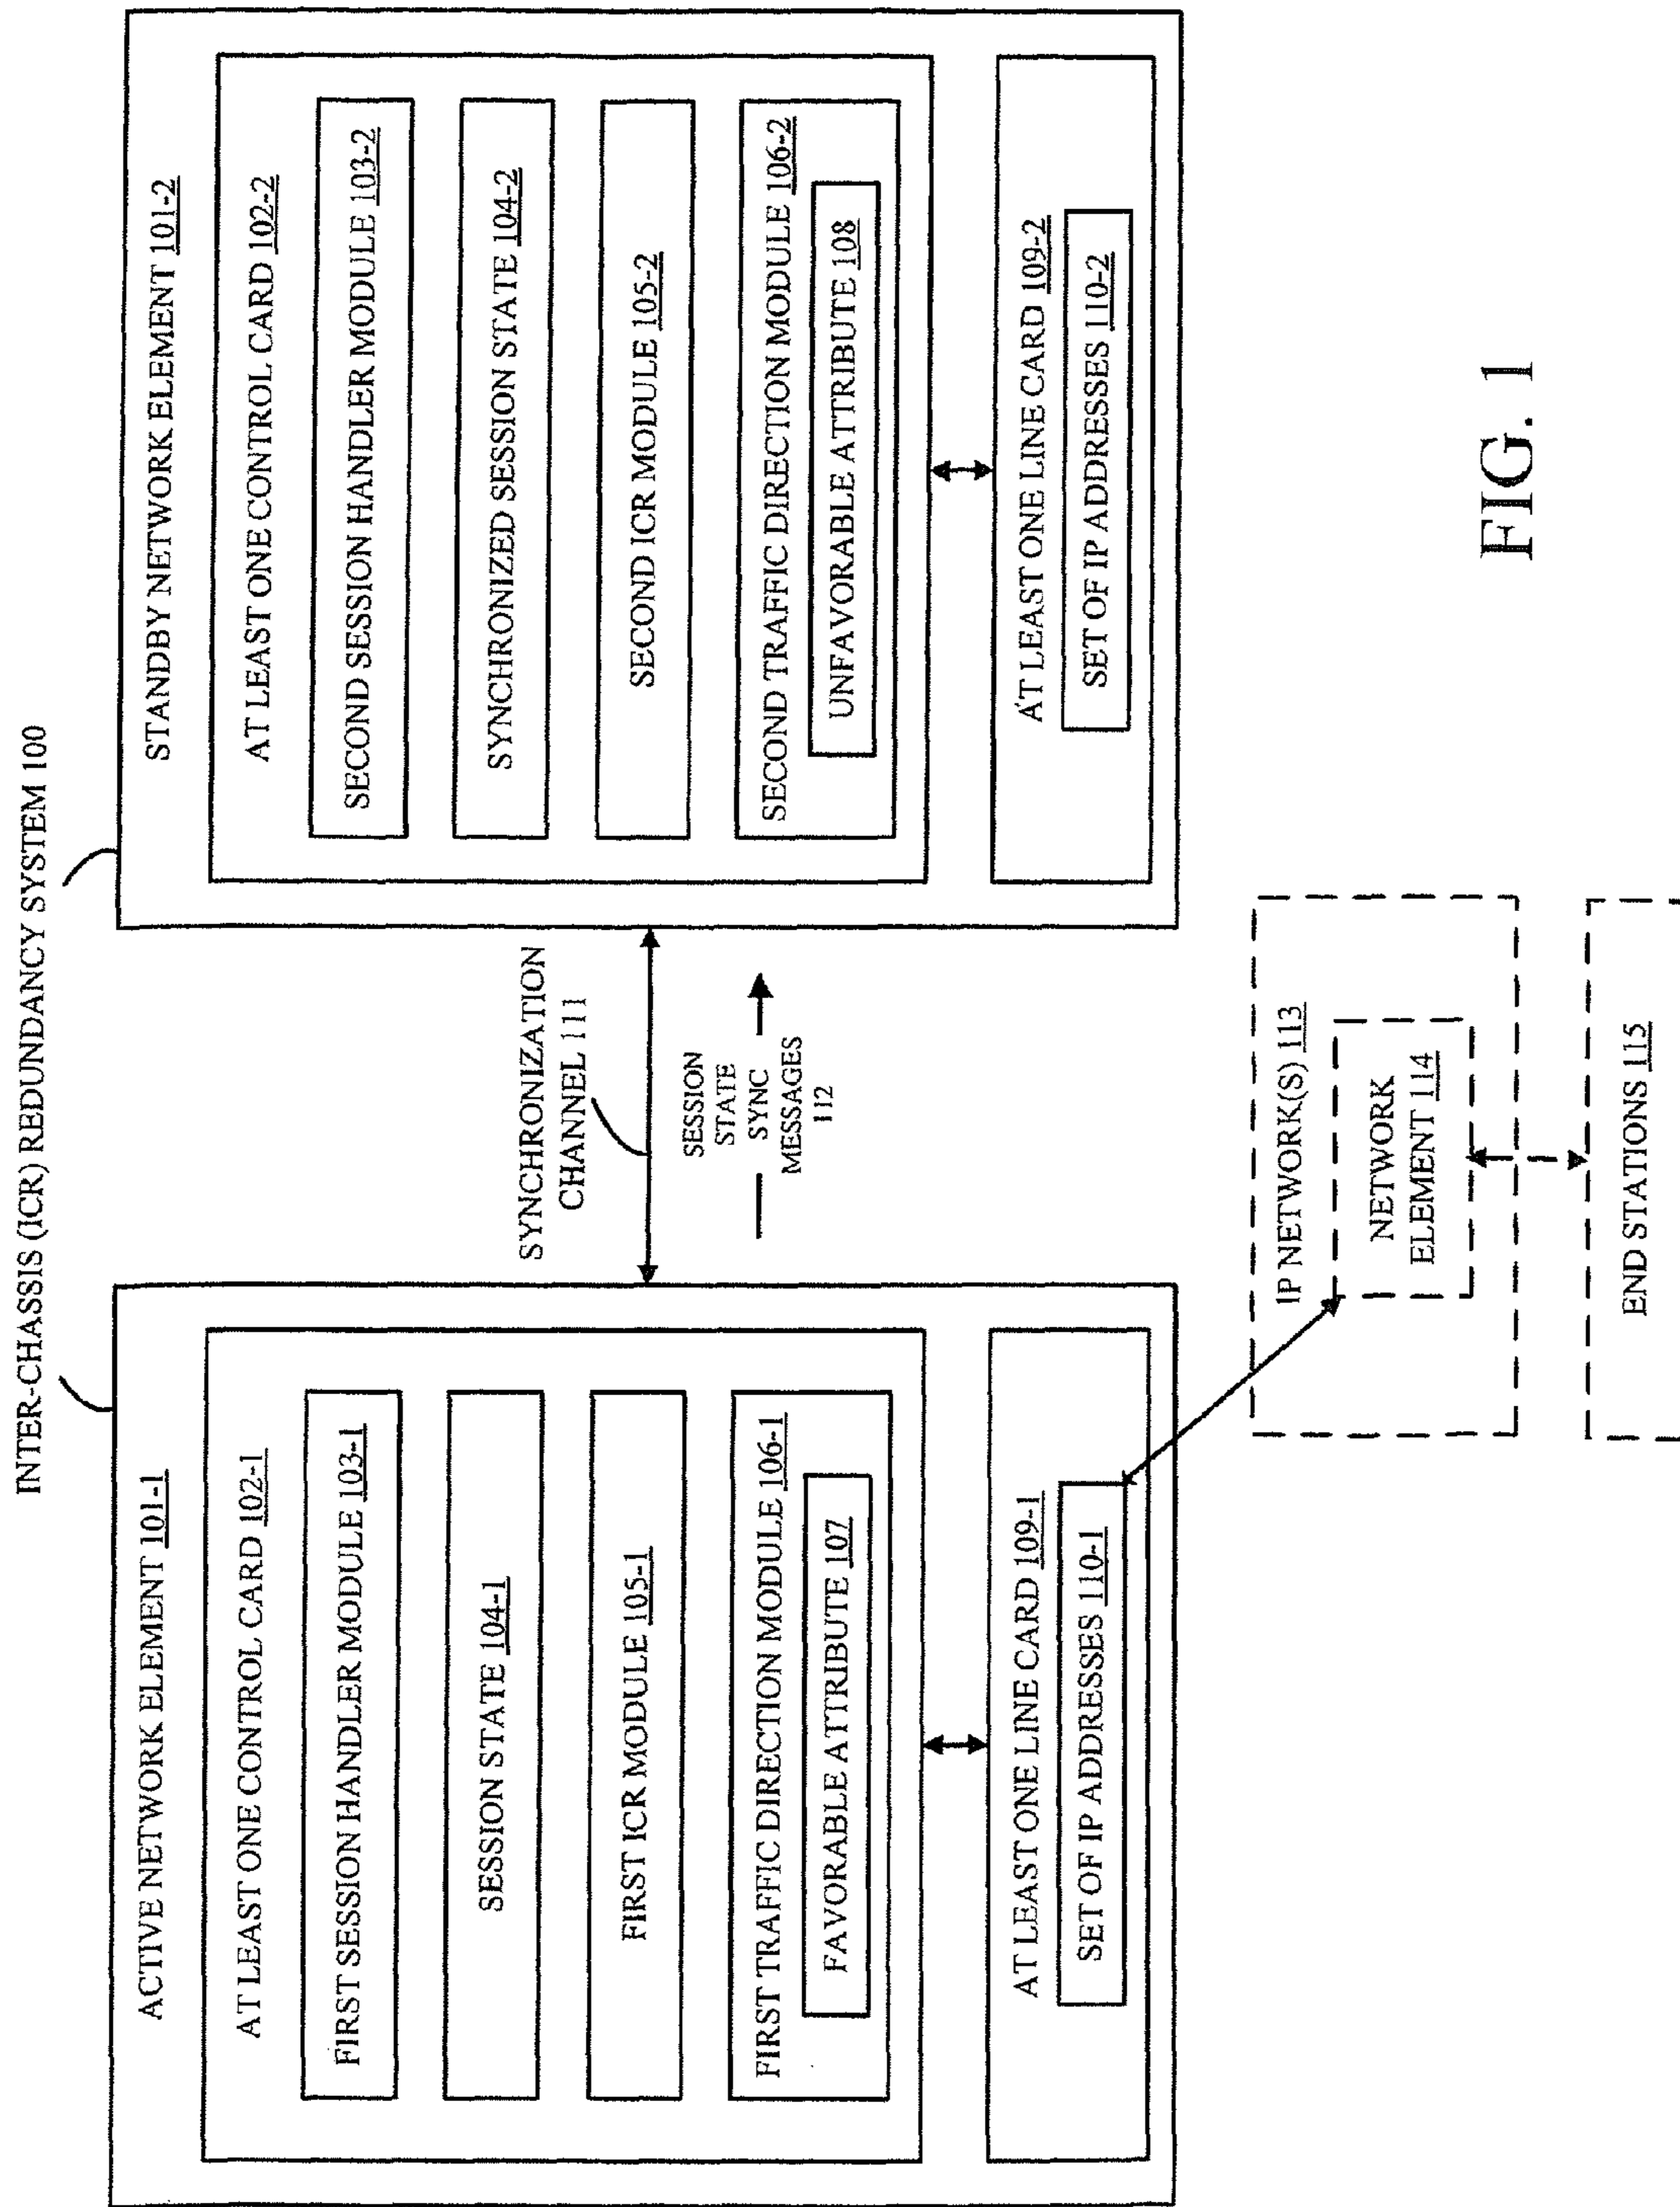 INTER-CHASSIS (ICR) REDUNDANCY SYSTEM 100
ACTIVE NETWORK ELEMENT 101-1
AT LEAST ONE CONTROL CARD 102-1
FIRST SESSION HANDLER MODULE 103-1
SESSION STATE 104-1
FIRST ICR MODULE 105-1
FIRST TRAFFIC DIRECTION MODULE 106-1
FAVORABLE ATTRIBUTE 107
AT LEAST ONE LINE CARD 109-1
SET OF IP ADDRESSES 110-1
SYNCHRONIZATION
CHANNEL 111
SESSION
STATE
SYNC
MESSAGES
112
STANDBY NETWORK ELEMENT 101-2
AT LEAST ONE CONTROL CARD 102-2
SECOND SESSION HANDLER MODULE 103-2
SYNCHRONIZED SESSION STATE 104-2
SECOND ICR MODULE 105-2
SECOND TRAFFIC DIRECTION MODULE 106-2
UNFAVORABLE ATTRIBUTE 108
AT LEAST ONE LINE CARD 109-2
SET OF IP ADDRESSES 110-2
IP NETWORK(S) 113
NETWORK
ELEMENT 114
END STATIONS 115
FIG. 1